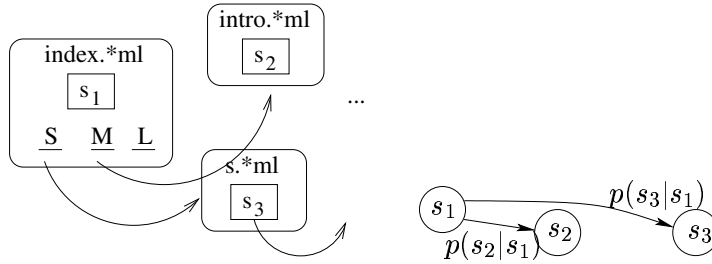 index.*ml
s1
S M L
intro.*ml
s2
...
s.*ml
s3
s1
p(s2|s1)
s2
p(s3|s1)
s3